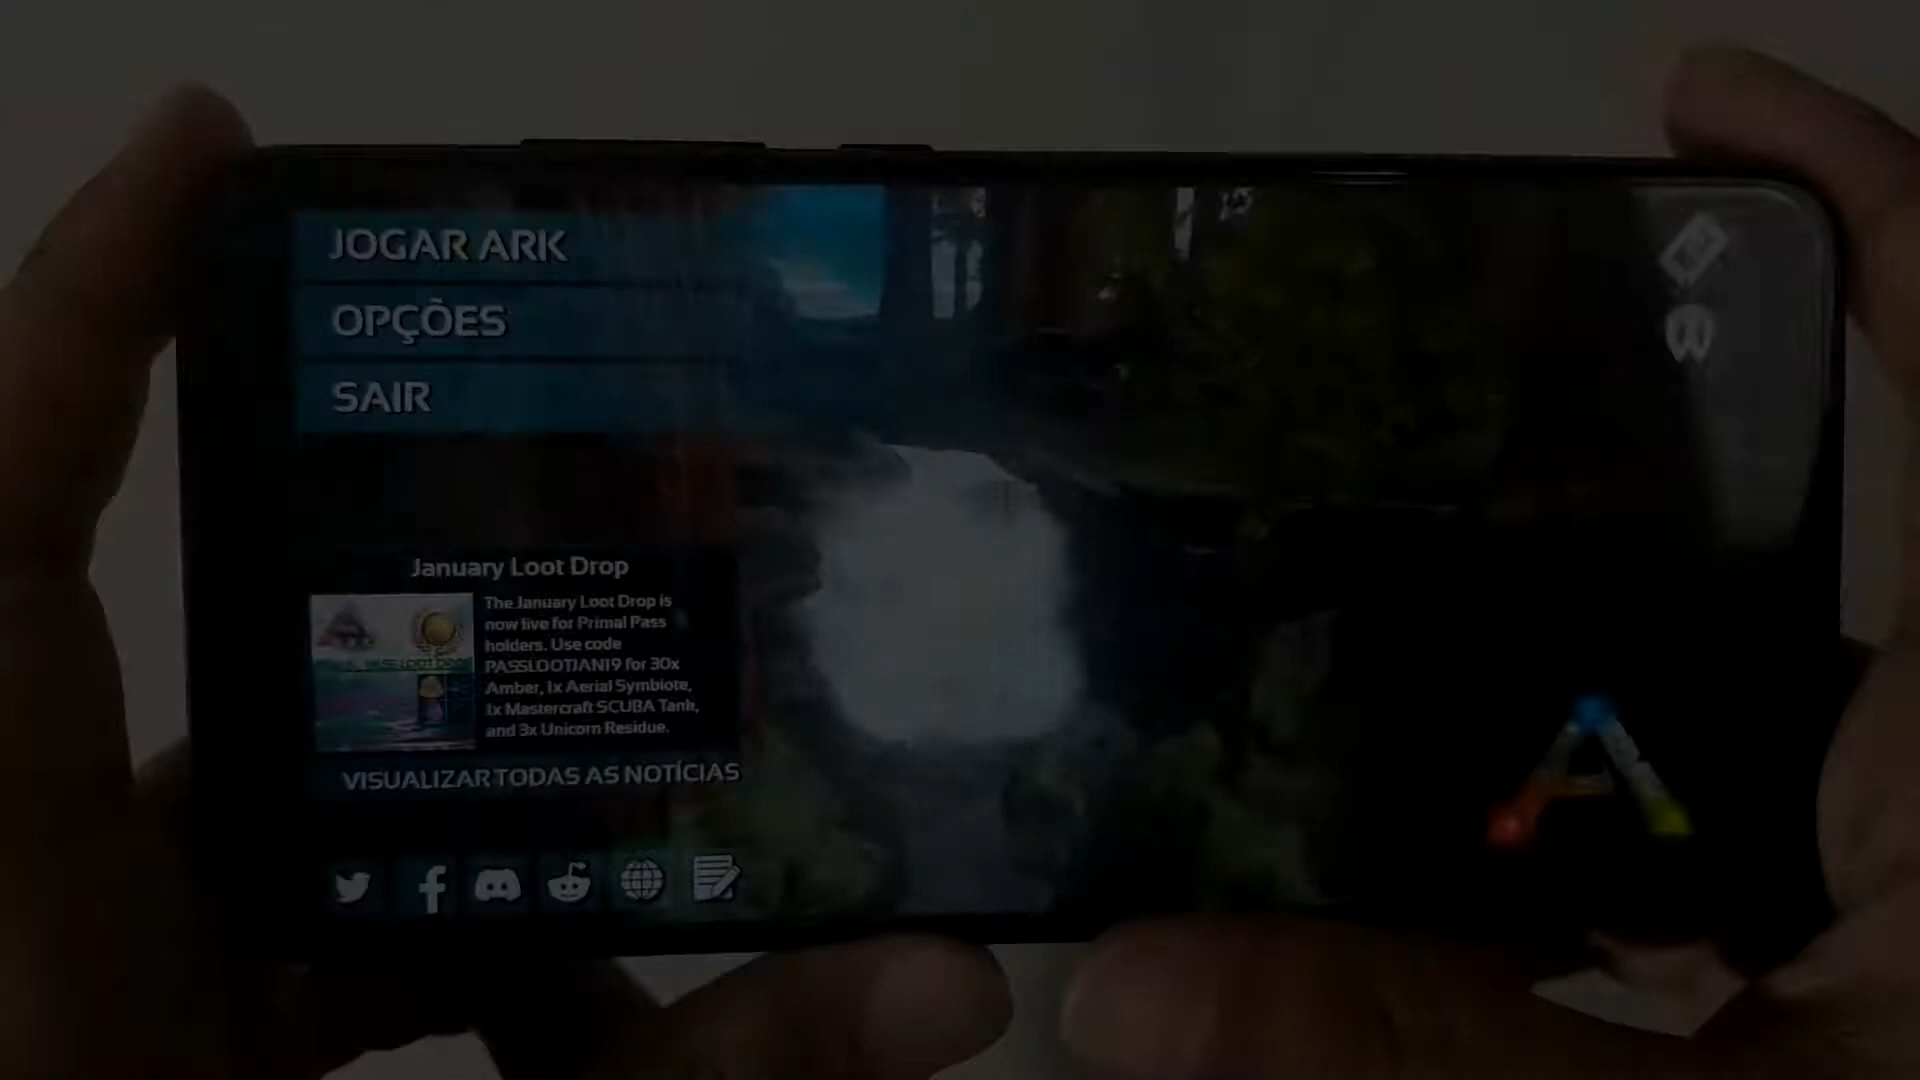 JOGAR ARK
OPÇÕES
SAIR
January Loot Drop
The January Loot Drop is
now live for Primal Pass
holders. Use code
PASSLOOTJAN19 for 30x
Amber, 1x Aerial Symbiote,
1x Mastercraft SCUBA Tank,
and 3x Unicorn Residue.
VISUALIZAR TODAS AS NOTÍCIAS